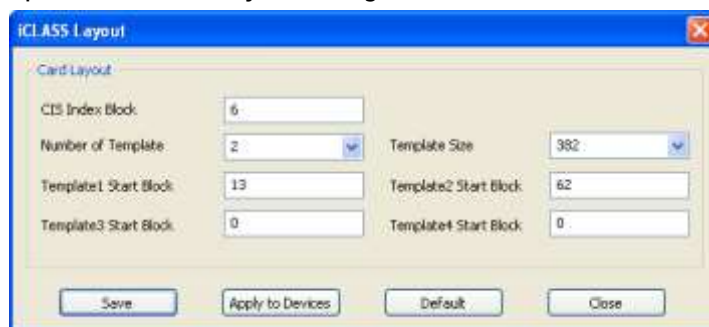 iCLASS Layout
Card Layout
CIS Index Block 6
Number of Template 2 Template Size 382
Template1 Start Block 13 Template2 Start Block 62
Template3 Start Block 0 Template4 Start Block 0
Save Apply to Devices Default Close